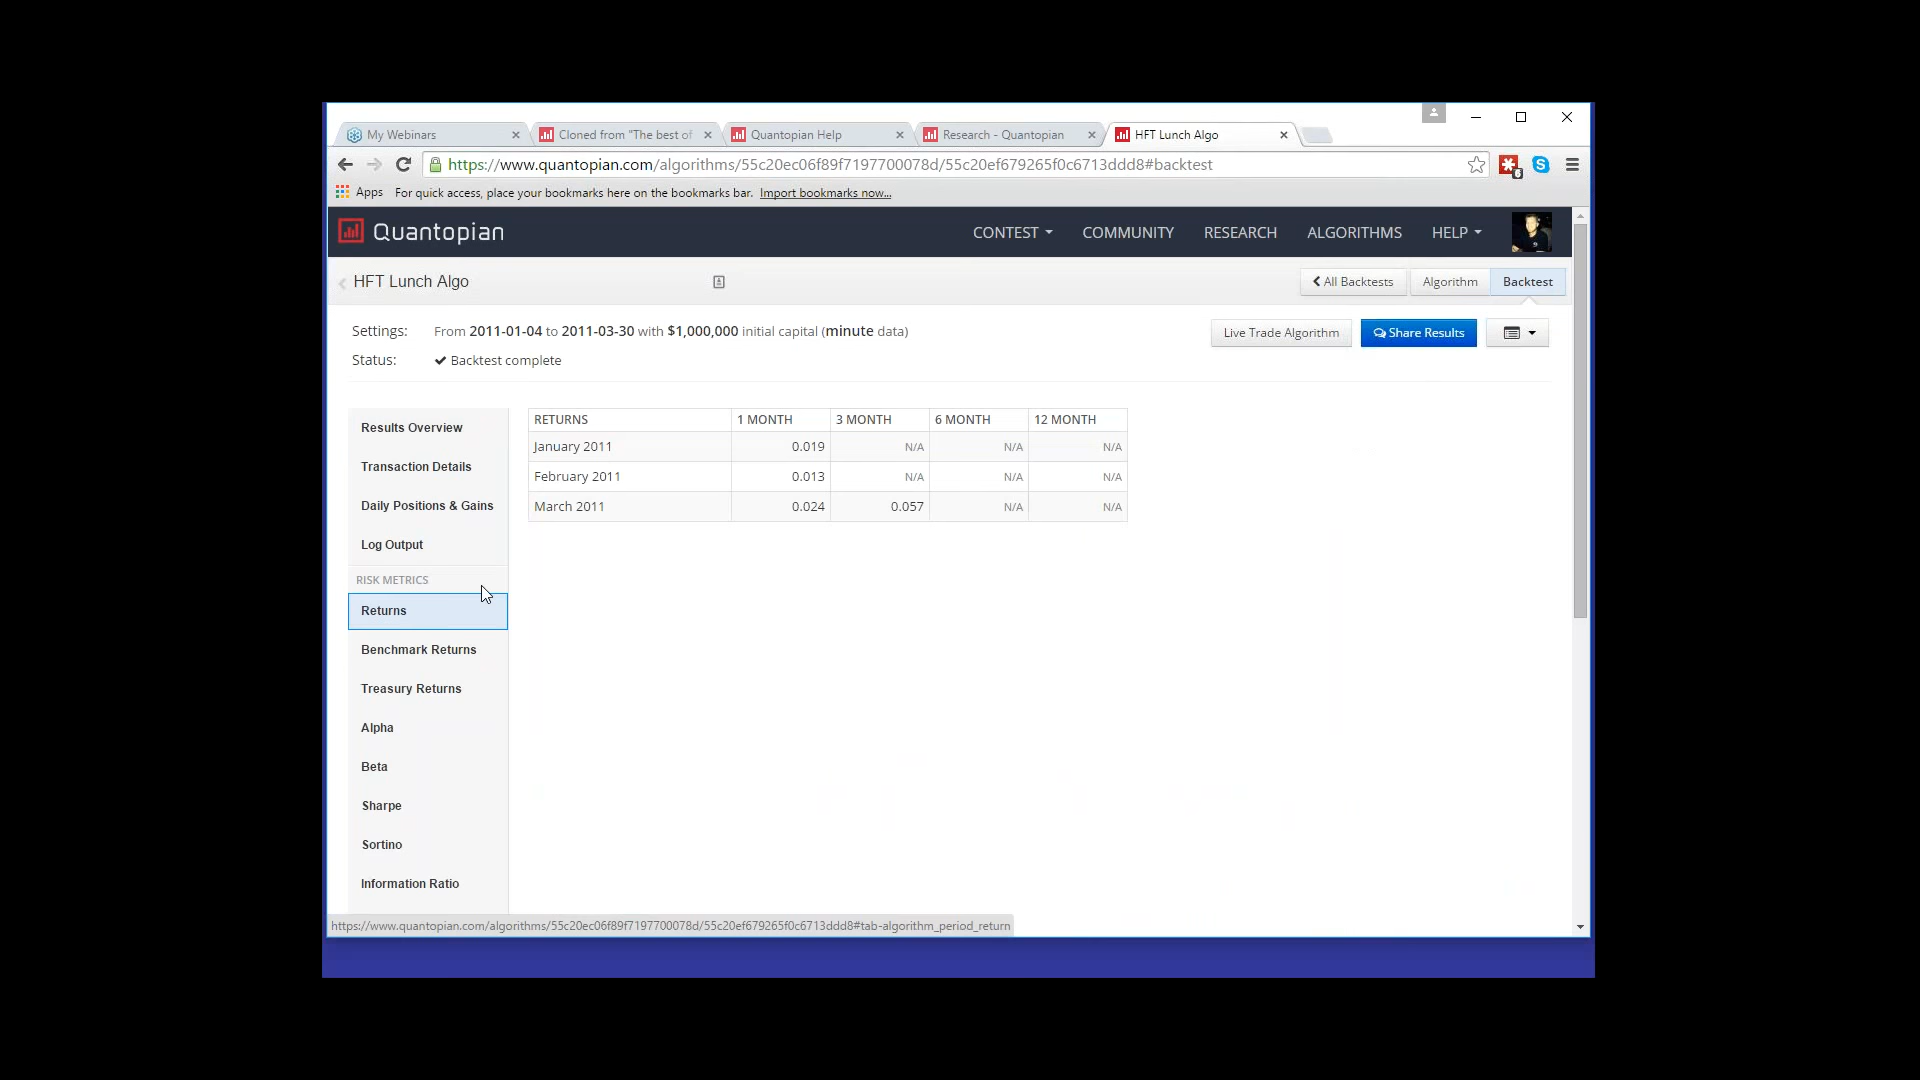 My Webinars
Cloned from "The best of
Quantopian Help
Research - Quantopian
HFT Lunch Algo
https://www.quantopian.com/algorithms/55c20ec06f89f7197700078d/55c20ef679265f0c6713ddd8#backtest
Apps For quick access, place your bookmarks here on the bookmarks bar. Import bookmarks now...
Quantopian
CONTEST COMMUNITY RESEARCH ALGORITHMS HELP
HFT Lunch Algo
All Backtests Algorithm Backtest
Settings: From 2011-01-04 to 2011-03-30 with $1,000,000 initial capital (minute data)
Live Trade Algorithm Share Results
Status: Backtest complete
Results Overview
Transaction Details
Daily Positions & Gains
Log Output
RISK METRICS
Returns
Benchmark Returns
Treasury Returns
Alpha
Beta
Sharpe
Sortino
Information Ratio
RETURNS 1 MONTH 3 MONTH 6 MONTH 12 MONTH
January 2011 0.019 N/A N/A N/A
February 2011 0.013 N/A N/A N/A
March 2011 0.024 0.057 N/A N/A
https://www.quantopian.com/algorithms/55c20ec06f89f7197700078d/55c20ef679265f0c6713ddd8#tab-algorithm_period_return